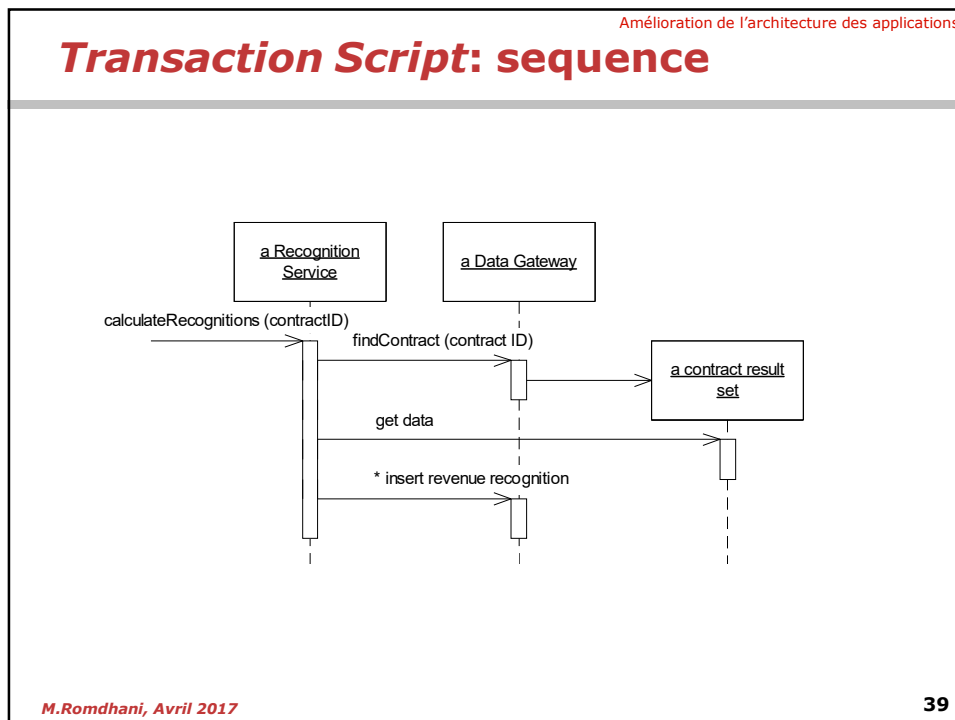 Amélioration de l'architecture des applications
Transaction Script: sequence
a Recognition
Service
a Data Gateway
calculateRecognitions (contractID)
findContract (contract ID)
a contract result
set
get data
* insert revenue recognition
M.Romdhani, Avril 2017
39